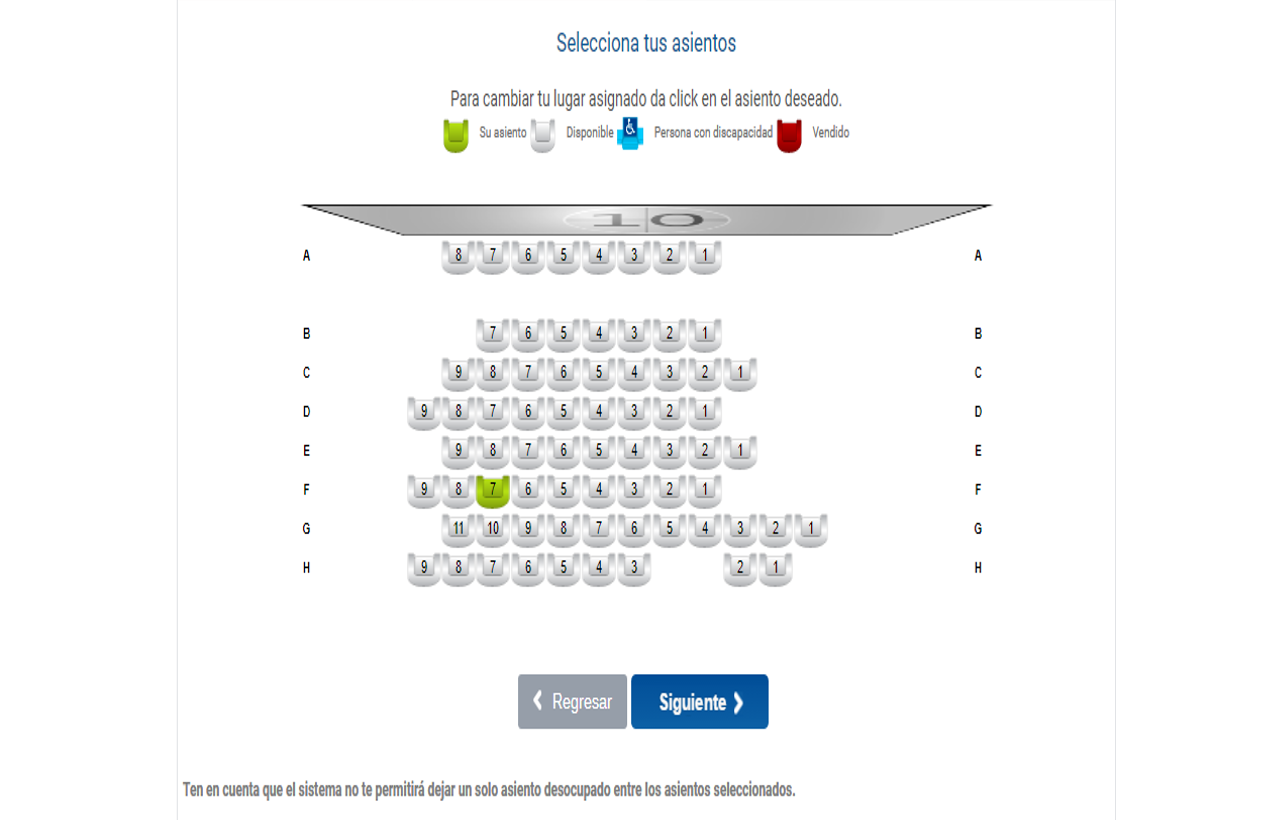 Selecciona tus asientos
Para cambiar tu lugar asignado da click en el asiento deseado.
Su asiento Disponible Persona con discapacidad Vendido
10
A 8 7 6 5 4 3 2 1 A
B 7 6 5 4 3 2 1 B
C 9 8 7 6 5 4 3 2 1 C
D 9 8 7 6 5 4 3 2 1 D
E 9 8 7 6 5 4 3 2 1 E
F 9 8 7 6 5 4 3 2 1 F
G 11 10 9 8 7 6 5 4 3 2 1 G
H 9 8 7 6 5 4 3 2 1 H
Regresar Siguiente
Ten en cuenta que el sistema no te permitirá dejar un solo asiento desocupado entre los asientos seleccionados.